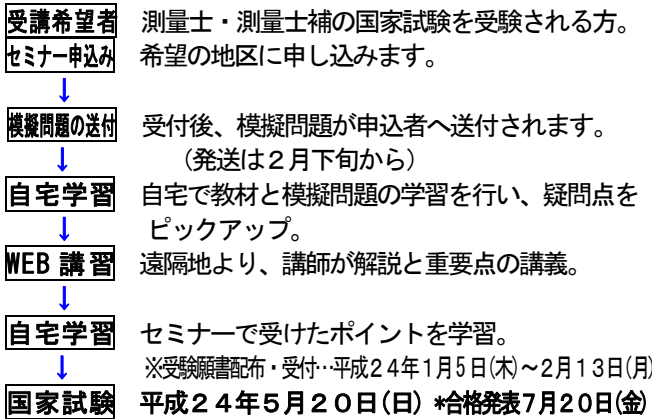 受講希望者 測量士・測量士補の国家試験を受験される方。
セミナー申込み 希望の地区に申し込みます。
↓
模擬問題の送付 受付後、模擬問題が申込者へ送付されます。
↓ (発送は2月下旬から)
自宅学習 自宅で教材と模擬問題の学習を行い、疑問点を
↓ ピックアップ。
WEB 講習 遠隔地より、講師が解説と重要点の講義。
↓
自宅学習 セミナーで受けたポイントを学習。
↓ ※受験願書配布・受付…平成24年1月5日(木)~2月13日(月)
国家試験 平成24年5月20日(日) *合格発表7月20日(金)